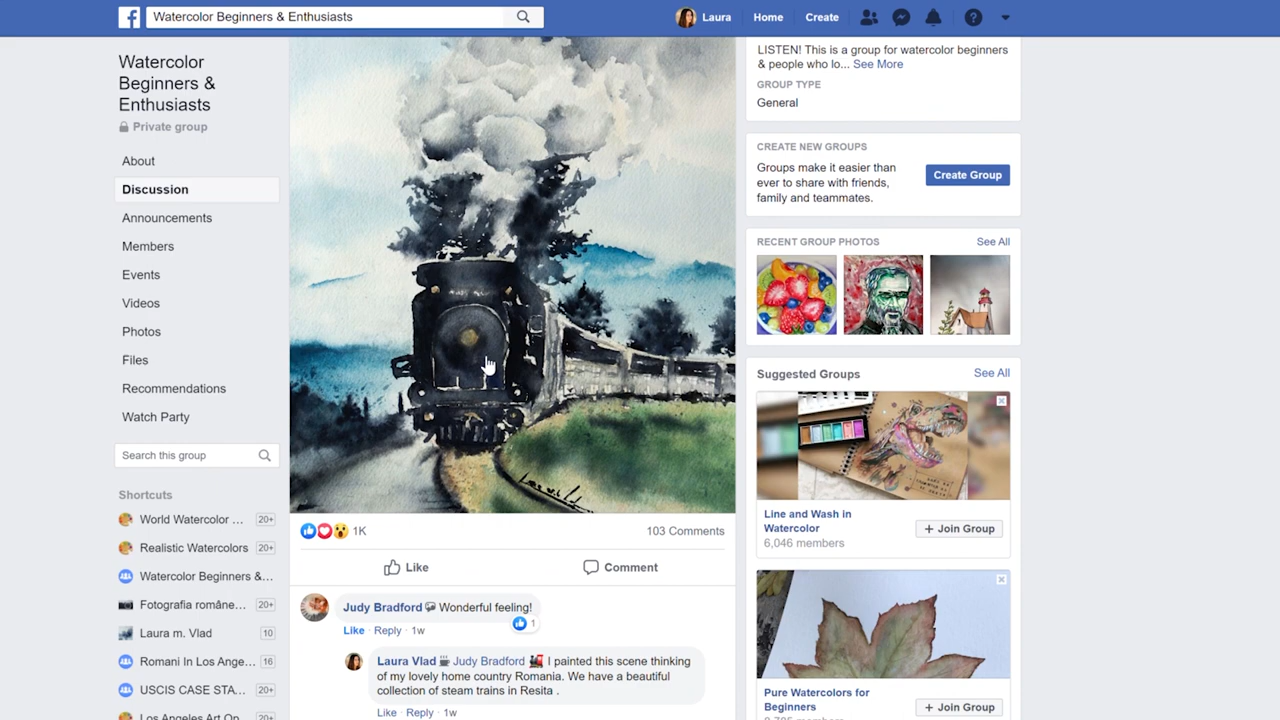 Watercolor Beginners & Enthusiasts
Laura
Home
Create
Watercolor
Beginners &
Enthusiasts
Private group
About
Discussion
Announcements
Members
Events
Videos
Photos
Files
Recommendations
Watch Party
Search this group
Shortcuts
World Watercolor ... 20+
Realistic Watercolors 20+
Watercolor Beginners &...
Fotografia române... 20+
Laura m. Vlad 10
Romani In Los Ange... 16
USCIS CASE STA... 20+
Los Angeles Art Op... 20+
1K
103 Comments
Like
Comment
Judy Bradford Wonderful feeling!
1
Like · Reply · 1w
Laura Vlad Judy Bradford I painted this scene thinking
of my lovely home country Romania. We have a beautiful
collection of steam trains in Resita .
Like · Reply · 1w
LISTEN! This is a group for watercolor beginners
& people who lo... See More
GROUP TYPE
General
CREATE NEW GROUPS
Groups make it easier than
ever to share with friends,
family and teammates.
Create Group
RECENT GROUP PHOTOS
See All
Suggested Groups
See All
Line and Wash in
Watercolor
6,046 members
+ Join Group
Pure Watercolors for
Beginners
+ Join Group